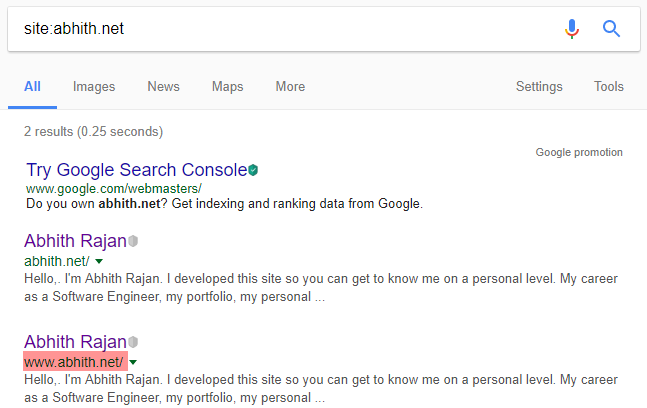 site:abhith.net
All Images News Maps More Settings Tools
2 results (0.25 seconds)
Google promotion
Try Google Search Console
www.google.com/webmasters/
Do you own abhith.net? Get indexing and ranking data from Google.
Abhith Rajan
abhith.net/
Hello,. I'm Abhith Rajan. I developed this site so you can get to know me on a personal level. My career
as a Software Engineer, my portfolio, my personal ...
Abhith Rajan
www.abhith.net/
Hello,. I'm Abhith Rajan. I developed this site so you can get to know me on a personal level. My career
as a Software Engineer, my portfolio, my personal ...